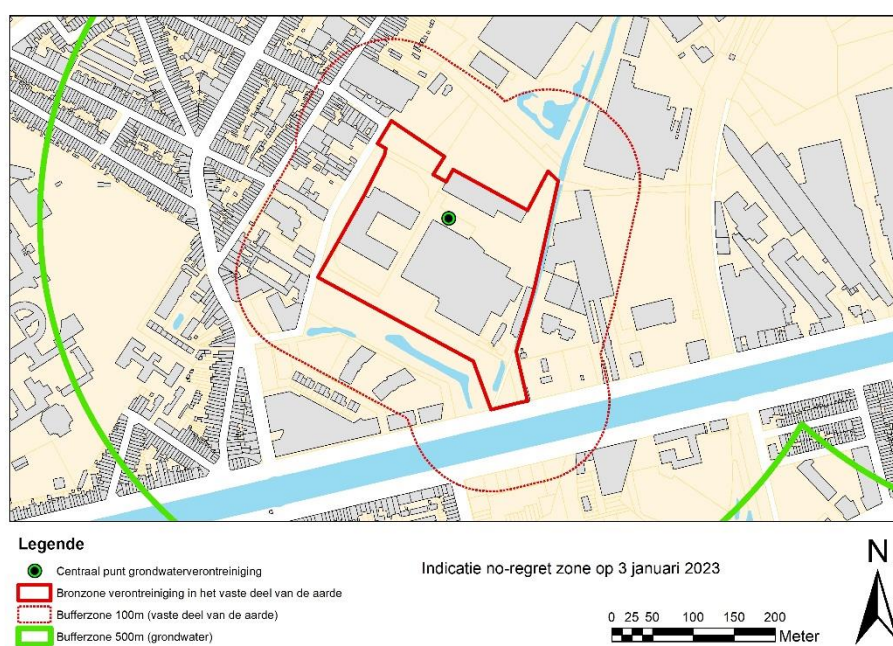 Legende
Centraal punt grondwaterverontreiniging
Bronzone verontreiniging in het vaste deel van de aarde
Bufferzone 100m (vaste deel van de aarde)
Bufferzone 500m (grondwater)
Indicatie no-regret zone op 3 januari 2023
0 25 50 100 150 200
Meter
N